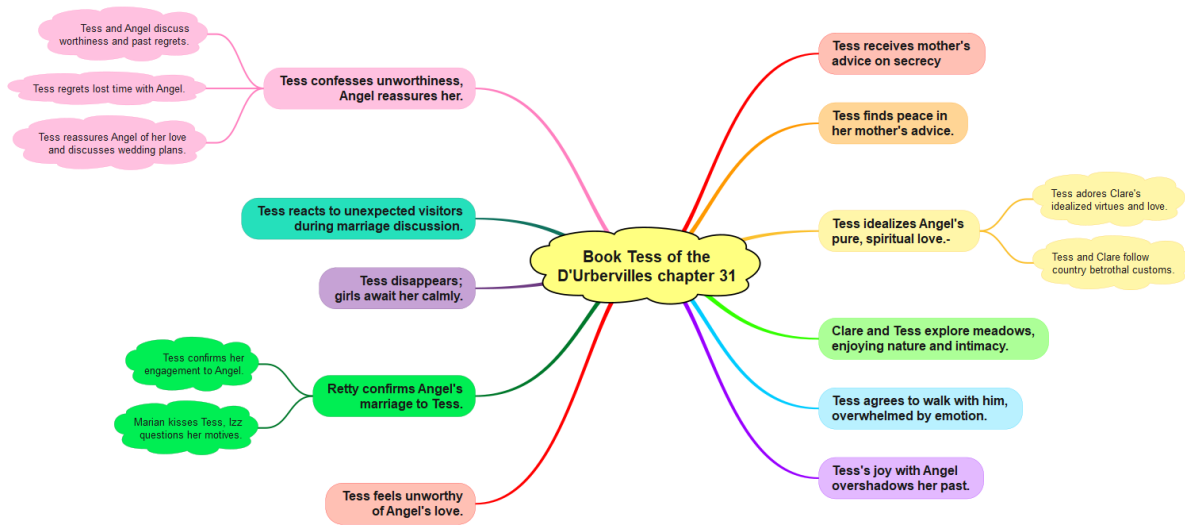 Book Tess of the
D'Urbervilles chapter 31
Tess receives mother's
advice on secrecy
Tess finds peace in
her mother's advice.
Tess idealizes Angel's
pure, spiritual love.-
Tess adores Clare's
idealized virtues and love.
Tess and Clare follow
country betrothal customs.
Clare and Tess explore meadows,
enjoying nature and intimacy.
Tess agrees to walk with him,
overwhelmed by emotion.
Tess's joy with Angel
overshadows her past.
Tess confesses unworthiness,
Angel reassures her.
Tess and Angel discuss
worthiness and past regrets.
Tess regrets lost time with Angel.
Tess reassures Angel of her love
and discusses wedding plans.
Tess reacts to unexpected visitors
during marriage discussion.
Tess disappears;
girls await her calmly.
Retty confirms Angel's
marriage to Tess.
Tess confirms her
engagement to Angel.
Marian kisses Tess, Izz
questions her motives.
Tess feels unworthy
of Angel's love.